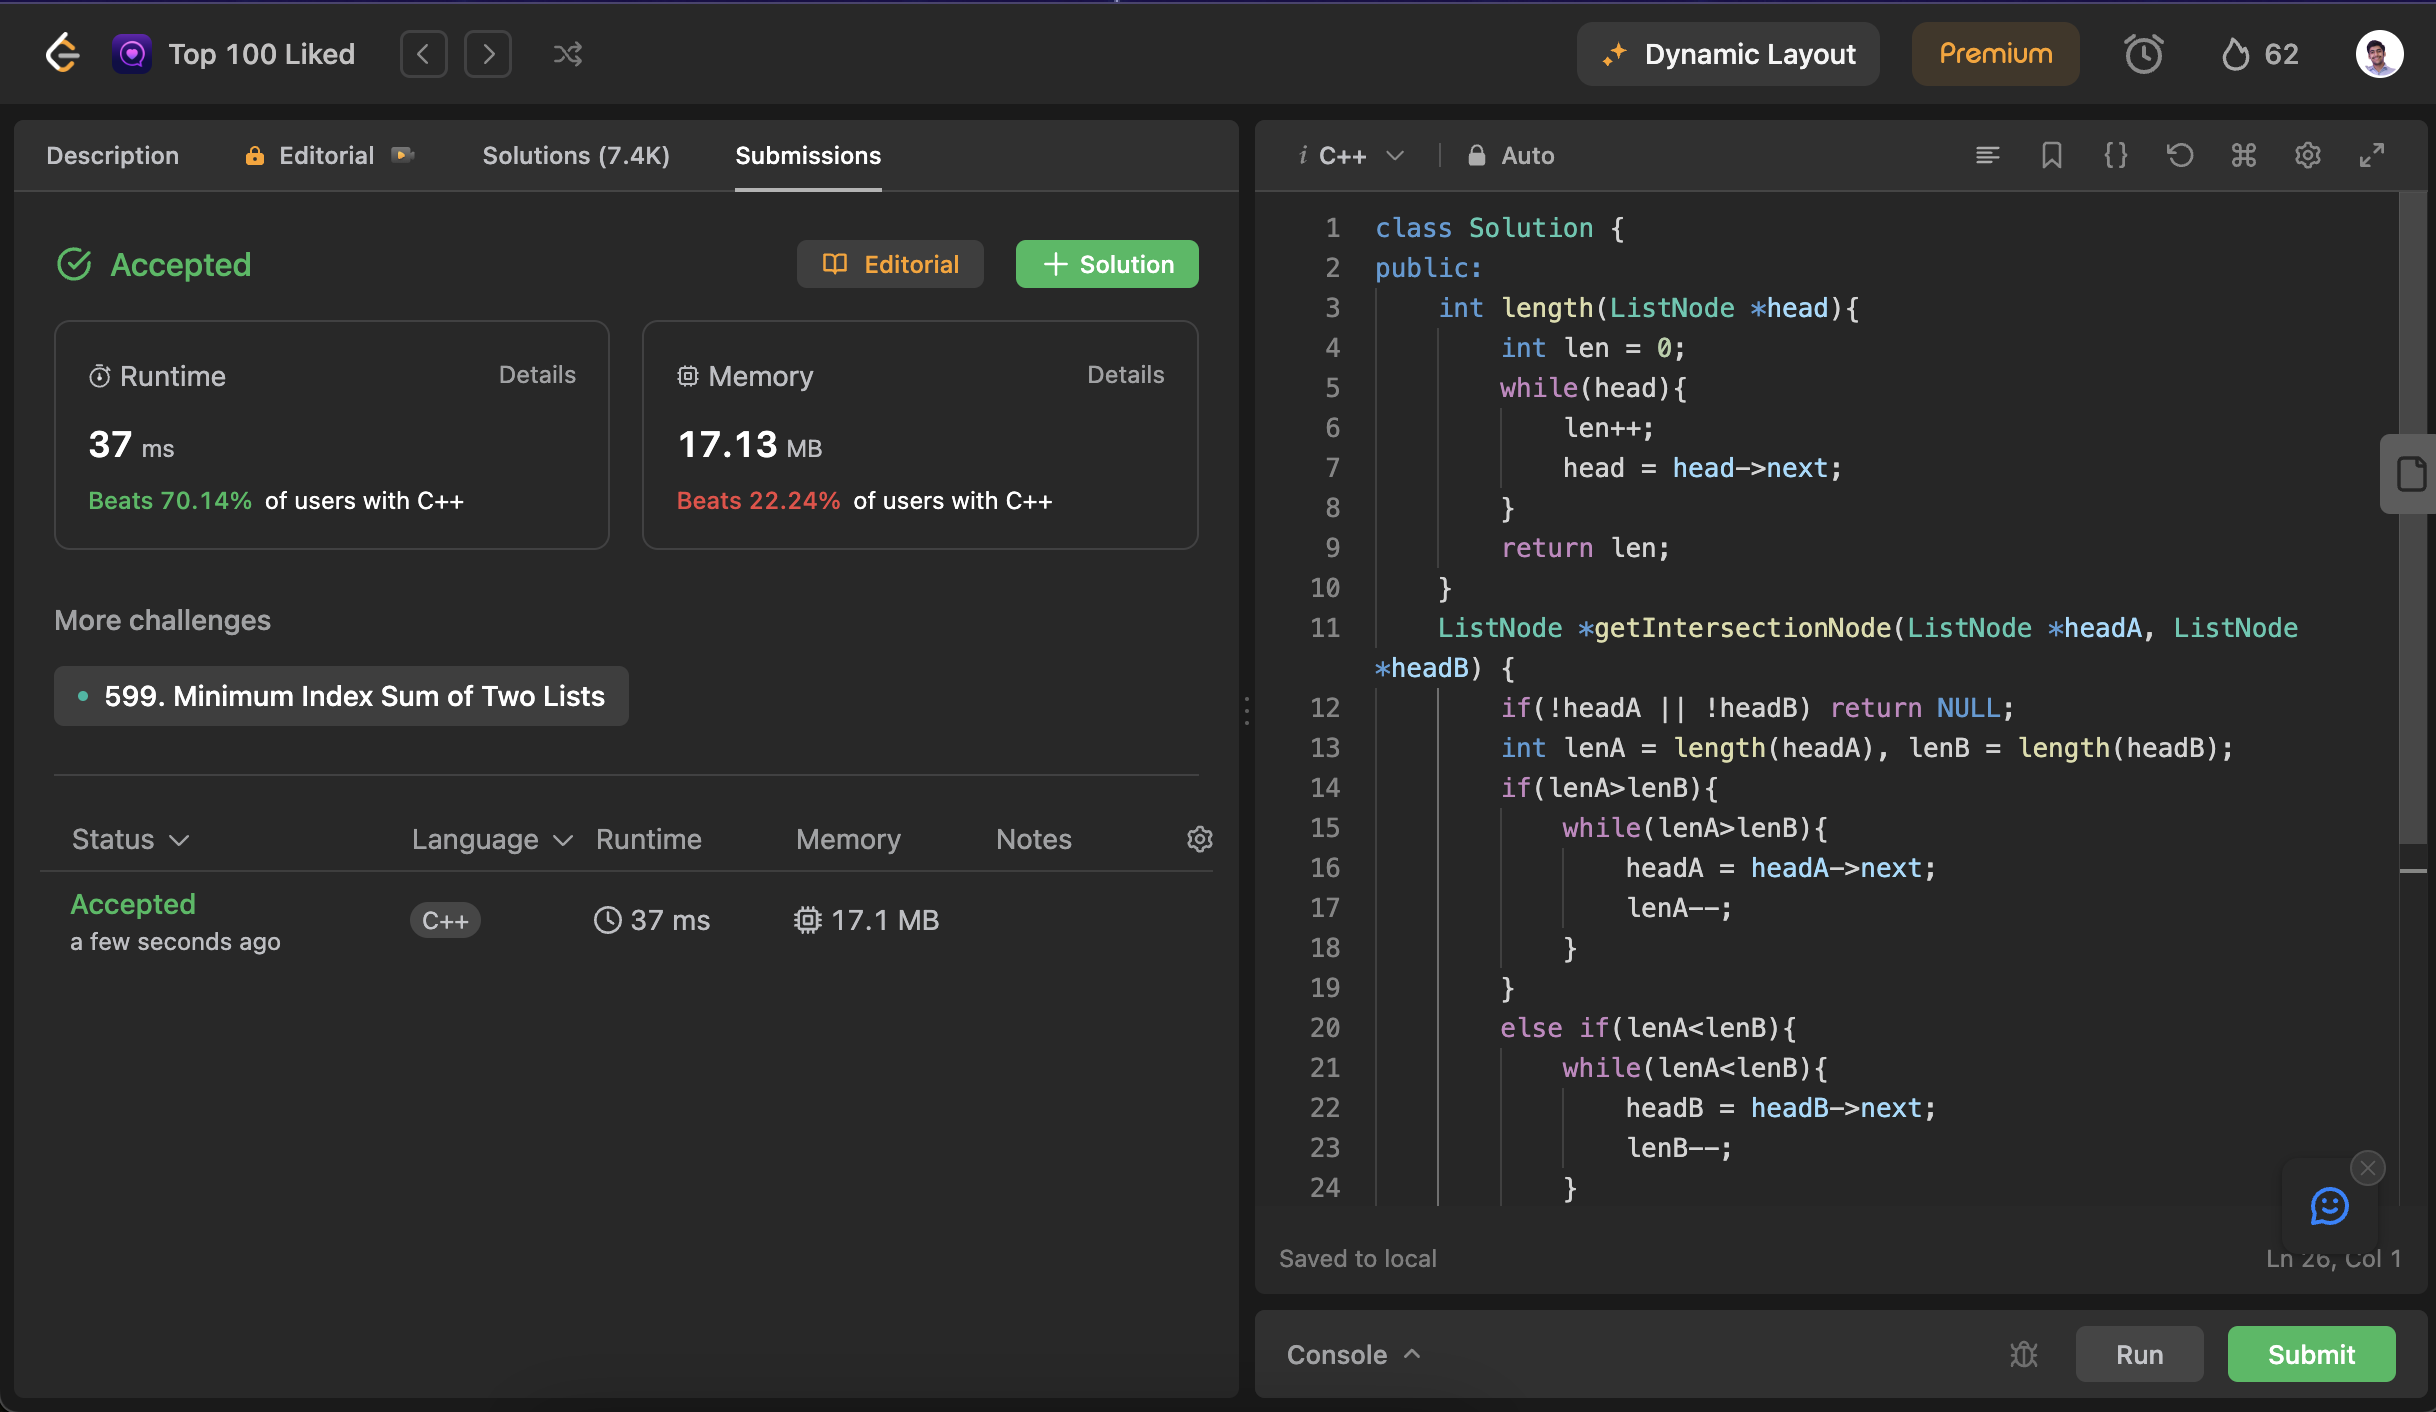 Top 100 Liked
Dynamic Layout
Premium
62
Description
Editorial
Solutions (7.4K)
Submissions
Accepted
Editorial
Solution
Runtime
Details
37 ms
Beats 70.14% of users with C++
Memory
Details
17.13 MB
Beats 22.24% of users with C++
More challenges
599. Minimum Index Sum of Two Lists
Status
Language
Runtime
Memory
Notes
Accepted
a few seconds ago
C++
37 ms
17.1 MB
i C++
Auto
1 class Solution {
2 public:
3 int length(ListNode *head){
4 int len = 0;
5 while(head){
6 len++;
7 head = head->next;
8 }
9 return len;
10 }
11 ListNode *getIntersectionNode(ListNode *headA, ListNode
*headB) {
12 if(!headA || !headB) return NULL;
13 int lenA = length(headA), lenB = length(headB);
14 if(lenA>lenB){
15 while(lenA>lenB){
16 headA = headA->next;
17 lenA--;
18 }
19 }
20 else if(lenA<lenB){
21 while(lenA<lenB){
22 headB = headB->next;
23 lenB--;
24 }
Saved to local
Ln 26, Col 1
Console
Run
Submit